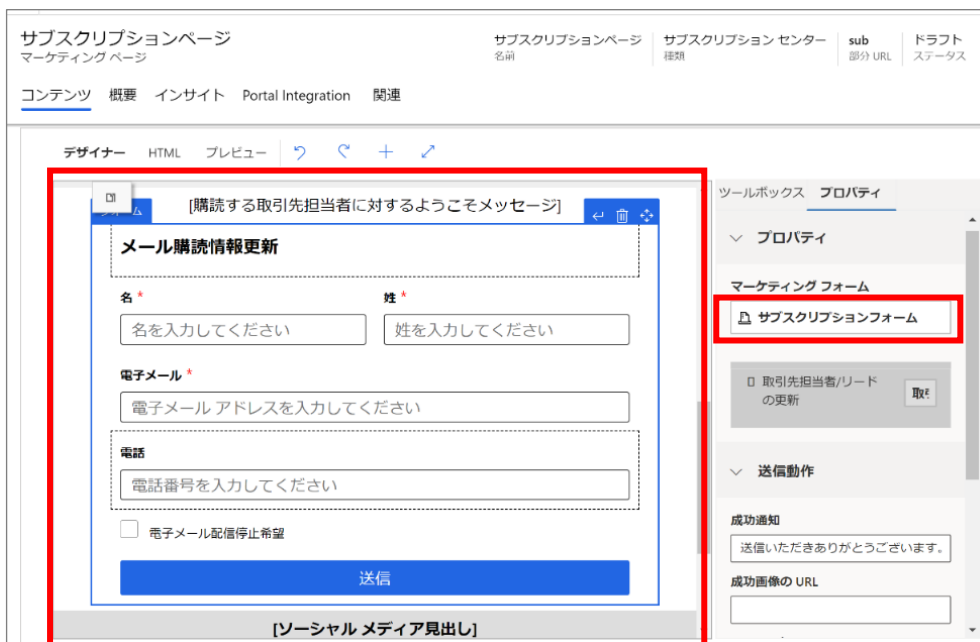 サブスクリプションページ
マーケティング ページ
サブスクリプションページ
名前
サブスクリプション センター
種類
sub
部分 URL
ドラフト
ステータス
コンテンツ 概要 インサイト Portal Integration 関連
デザイナー HTML プレビュー
[購読する取引先担当者に対するようこそメッセージ]
メール購読情報更新
名 *
姓 *
名を入力してください
姓を入力してください
電子メール *
電子メール アドレスを入力してください
電話
電話番号を入力してください
電子メール配信停止希望
送信
[ソーシャル メディア見出し]
ツールボックス プロパティ
プロパティ
マーケティング フォーム
サブスクリプションフォーム
取引先担当者/リード
の更新
送信動作
成功通知
送信いただきありがとうございます。
成功画像の URL